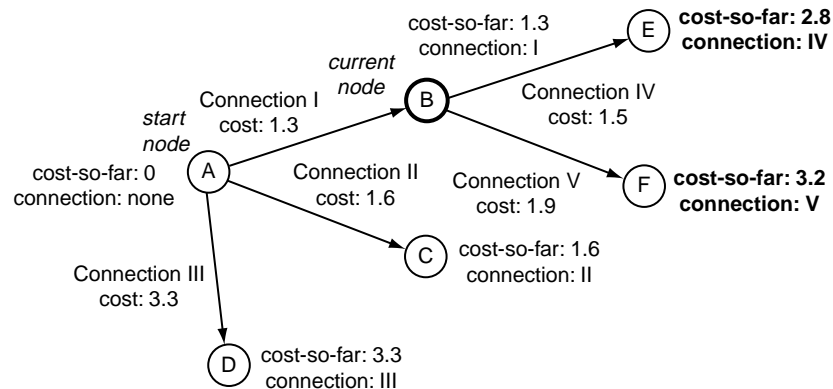 cost-so-far: 1.3
connection: I
E
cost-so-far: 2.8
connection: IV
current
node
B
Connection I
cost: 1.3
Connection IV
cost: 1.5
start
node
A
cost-so-far: 0
connection: none
Connection II
cost: 1.6
Connection V
cost: 1.9
F
cost-so-far: 3.2
connection: V
C
cost-so-far: 1.6
connection: II
Connection III
cost: 3.3
D
cost-so-far: 3.3
connection: III